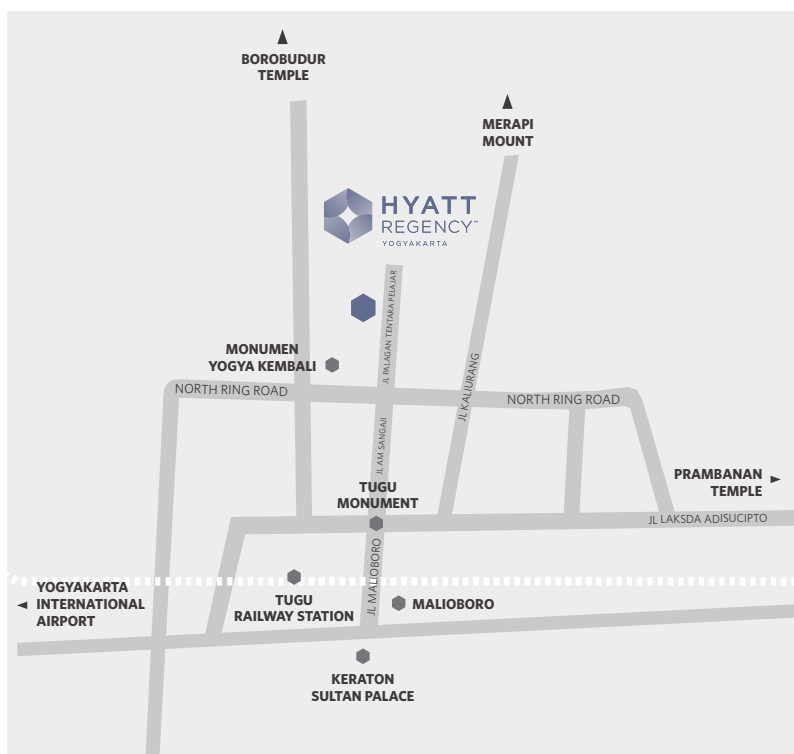 BOROBUDUR
TEMPLE
MERAPI
MOUNT
HYATT
REGENCY™
YOGYAKARTA
JL PALAGAN TENTARA PELAJAR
MONUMEN
YOGYA KEMBALI
JL KALIURANG
NORTH RING ROAD
NORTH RING ROAD
JL AM SANGAJI
PRAMBANAN
TEMPLE
TUGU
MONUMENT
JL LAKSDA ADISUCIPTO
JL MALIOBORO
YOGYAKARTA
INTERNATIONAL
AIRPORT
TUGU
RAILWAY STATION
MALIOBORO
KERATON
SULTAN PALACE